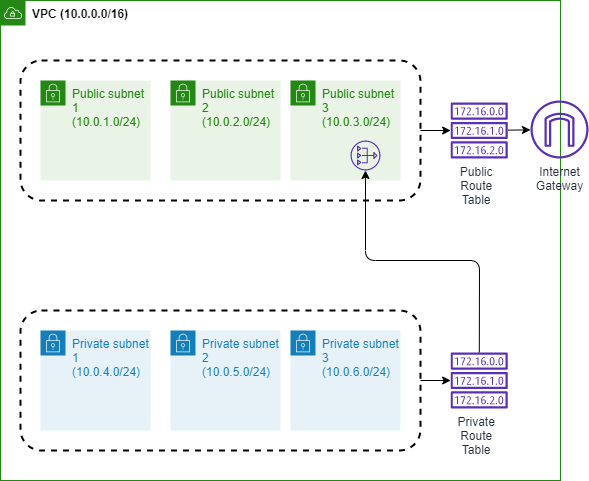 VPC (10.0.0.0/16)
Public subnet
1
(10.0.1.0/24)
Public subnet
2
(10.0.2.0/24)
Public subnet
3
(10.0.3.0/24)
172.16.0.0
172.16.1.0
172.16.2.0
Public
Route
Table
Internet
Gateway
Private subnet
1
(10.0.4.0/24)
Private subnet
2
(10.0.5.0/24)
Private subnet
3
(10.0.6.0/24)
172.16.0.0
172.16.1.0
172.16.2.0
Private
Route
Table